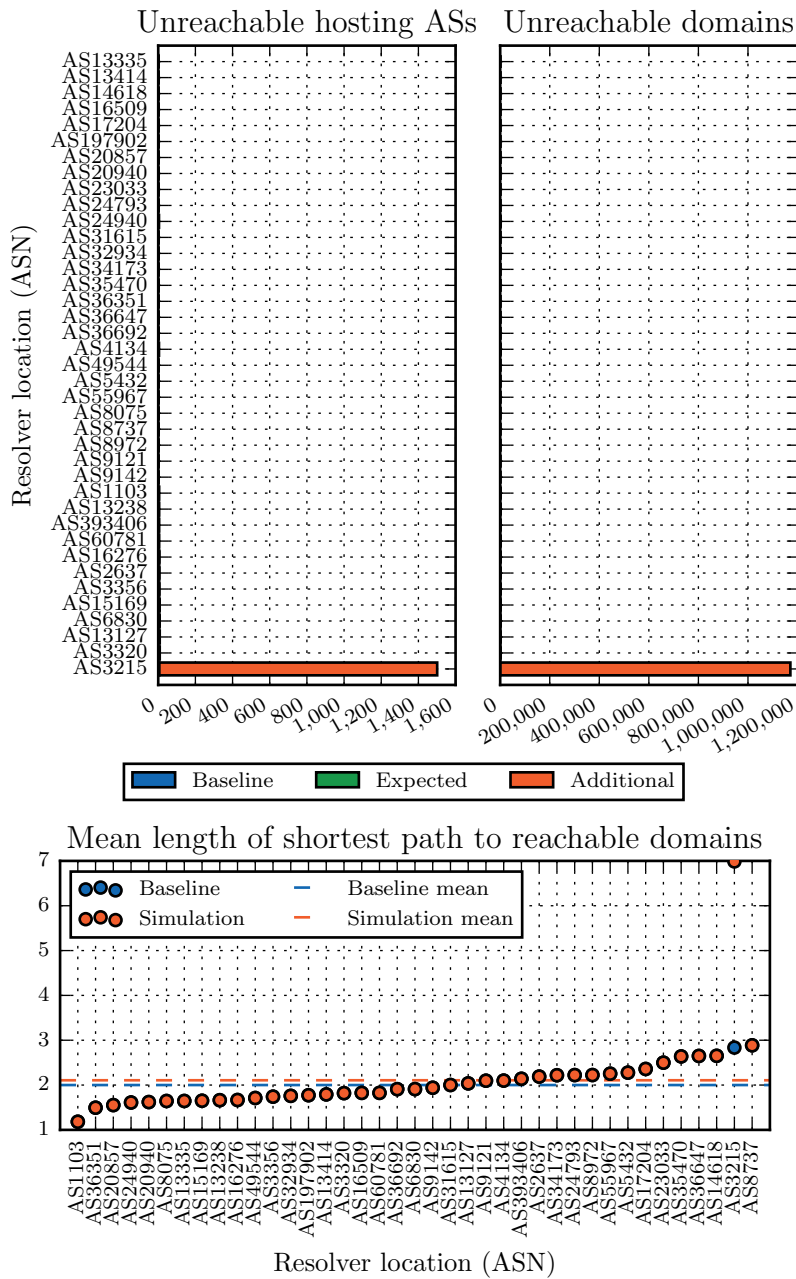 Unreachable hosting ASs
Unreachable domains
Resolver location (ASN)
AS13335
AS13414
AS14618
AS16509
AS17204
AS197902
AS20857
AS20940
AS23033
AS24793
AS24940
AS31615
AS32934
AS34173
AS35470
AS36351
AS36647
AS36692
AS4134
AS49544
AS5432
AS55967
AS8075
AS8737
AS8972
AS9121
AS9142
AS1103
AS13238
AS393406
AS60781
AS16276
AS2637
AS3356
AS15169
AS6830
AS13127
AS3320
AS3215
0 200 400 600 800 1,000 1,200 1,400 1,600
0 200,000 400,000 600,000 800,000 1,000,000 1,200,000
Baseline Expected Additional
Mean length of shortest path to reachable domains
7
6
5
4
3
2
1
Baseline Baseline mean
Simulation Simulation mean
AS1103 AS36351 AS20857 AS24940 AS20940 AS8075 AS13335 AS15169 AS13238 AS16276 AS49544 AS3356 AS32934 AS197902 AS13414 AS3320 AS16509 AS60781 AS36692 AS6830 AS9142 AS31615 AS13127 AS9121 AS4134 AS393406 AS2637 AS34173 AS24793 AS8972 AS55967 AS5432 AS17204 AS23033 AS35470 AS36647 AS14618 AS3215 AS8737
Resolver location (ASN)